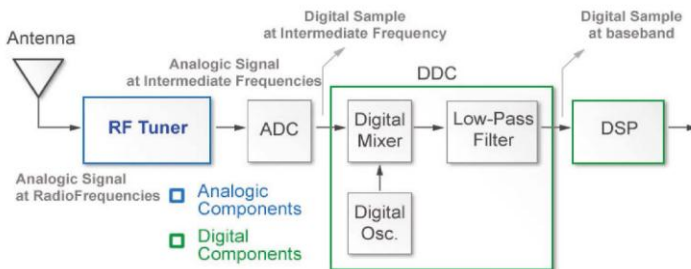 Antenna
Digital Sample
at Intermediate Frequency
Digital Sample
at baseband
Analogic Signal
at Intermediate Frequencies
DDC
RF Tuner
ADC
Digital
Mixer
Low-Pass
Filter
DSP
Analogic Signal
at RadioFrequencies
Analogic
Components
Digital
Components
Digital
Osc.